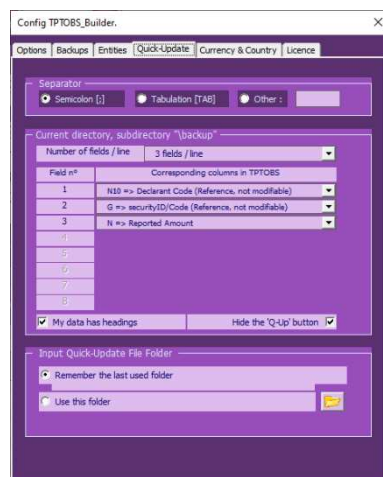 Config TPTOBS_Builder.
Options Backups Entities Quick-Update Currency & Country Licence
Separator
Semicolon [;] Tabulation [TAB] Other :
Current directory, subdirectory "\backup"
Number of fields / line 3 fields / line
Field n° Corresponding columns in TPTOBS
1 N10 => Declarant Code (Reference, not modifiable)
2 G => securityID/Code (Reference, not modifiable)
3 N => Reported Amount
4
5
6
7
8
My data has headings Hide the 'Q-Up' button
Input Quick-Update File Folder
Remember the last used folder
Use this folder